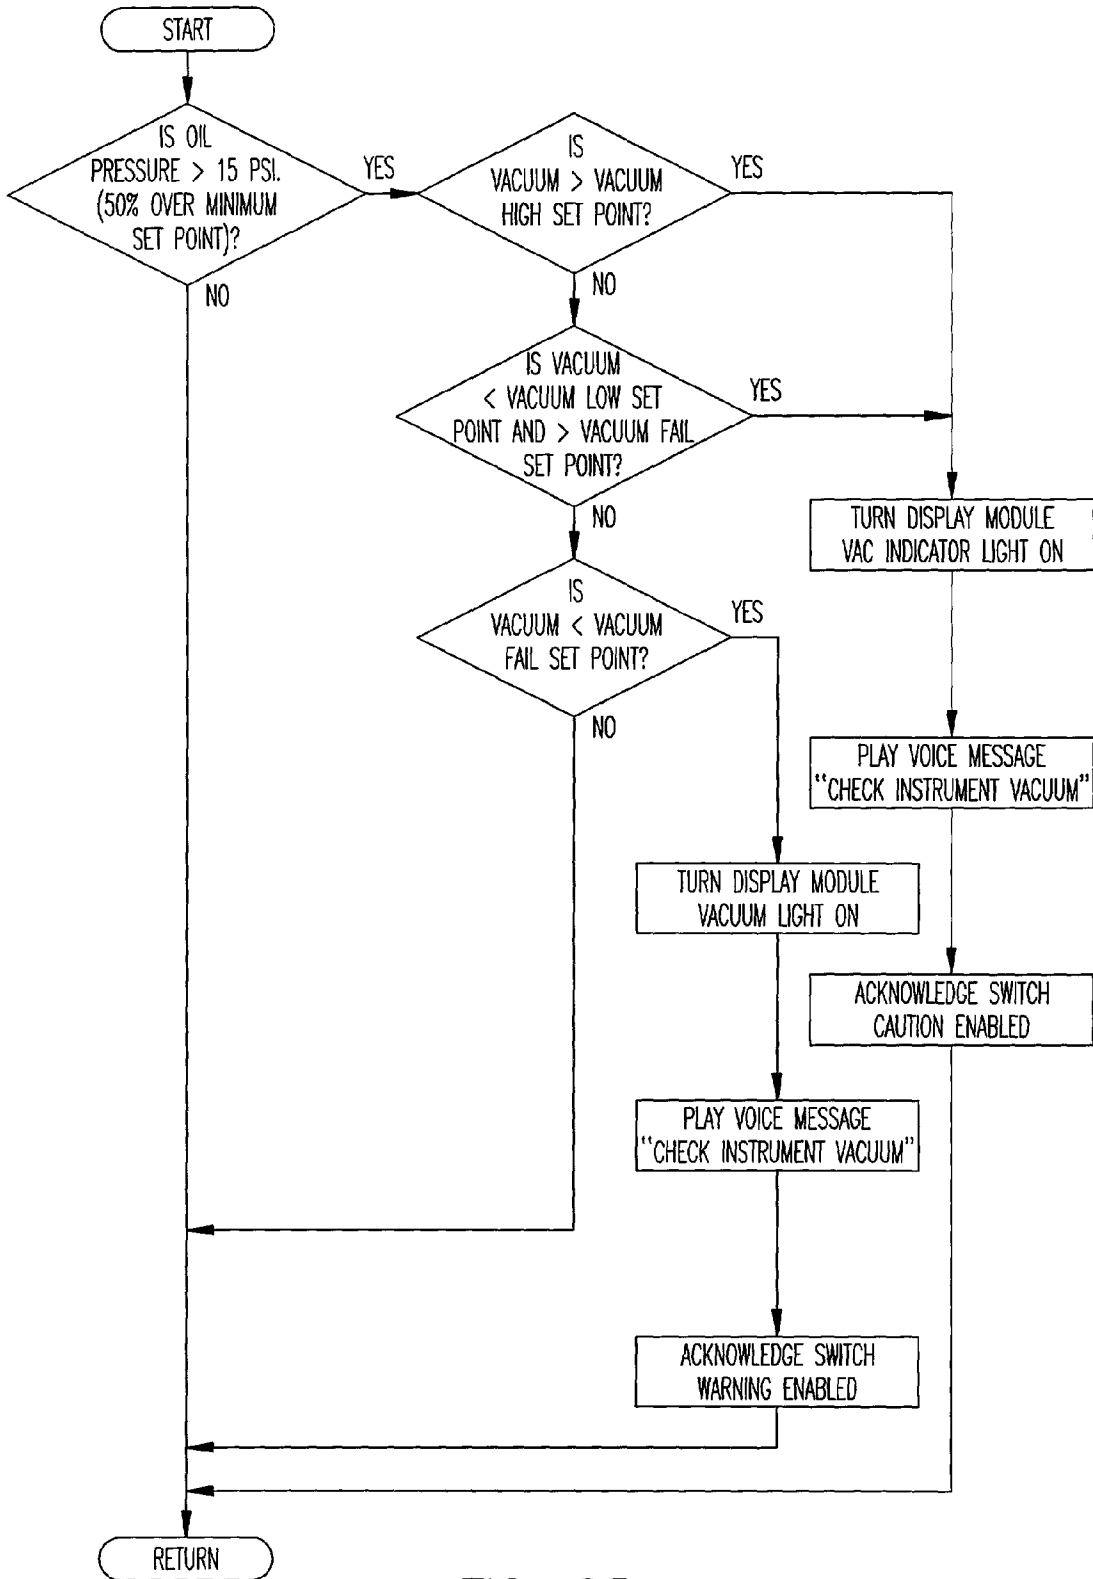 START
IS OIL
PRESSURE > 15 PSI.
(50% OVER MINIMUM
SET POINT)?
YES
NO
IS
VACUUM > VACUUM
HIGH SET POINT?
YES
NO
IS VACUUM
< VACUUM LOW SET
POINT AND > VACUUM FAIL
SET POINT?
YES
NO
TURN DISPLAY MODULE
VAC INDICATOR LIGHT ON
IS
VACUUM < VACUUM
FAIL SET POINT?
YES
NO
PLAY VOICE MESSAGE
"CHECK INSTRUMENT VACUUM"
TURN DISPLAY MODULE
VACUUM LIGHT ON
ACKNOWLEDGE SWITCH
CAUTION ENABLED
PLAY VOICE MESSAGE
"CHECK INSTRUMENT VACUUM"
ACKNOWLEDGE SWITCH
WARNING ENABLED
RETURN